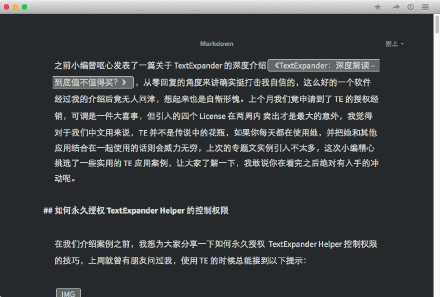 Markdown
附上
之前小编曾呕心发表了一篇关于 TextExpander 的深度介绍《TextExpander：深度解读 –
到底值不值得买？》，从零回复的角度来讲确实挺打击我自信的，这么好的一个软件
经过我的介绍后竟无人问津，想起来也是自惭形愧。上个月我们竟申请到了 TE 的授权经
销，可谓是一件大喜事，但引入的四个 License 在两周内 卖出才是最大的意外，我觉得
对于我们中文用来说，TE 并不是传说中的花瓶，如果你每天都在使用她，并把她和其他
应用结合在一起使用的话则会威力无穷，上次的专题文实例引入不太多，这次小编精心
挑选了一些实用的 TE 应用案例，让大家了解一下，我敢说你在看完之后绝对有入手的冲
动呢。
## 如何永久授权 TextExpander Helper 的控制权限
在我们介绍案例之前，我想为大家分享一下如何永久授权 TextExpander Helper 控制权限
的技巧，上周就曾有朋友问过我，使用 TE 的时候总能接到以下提示：
IMG